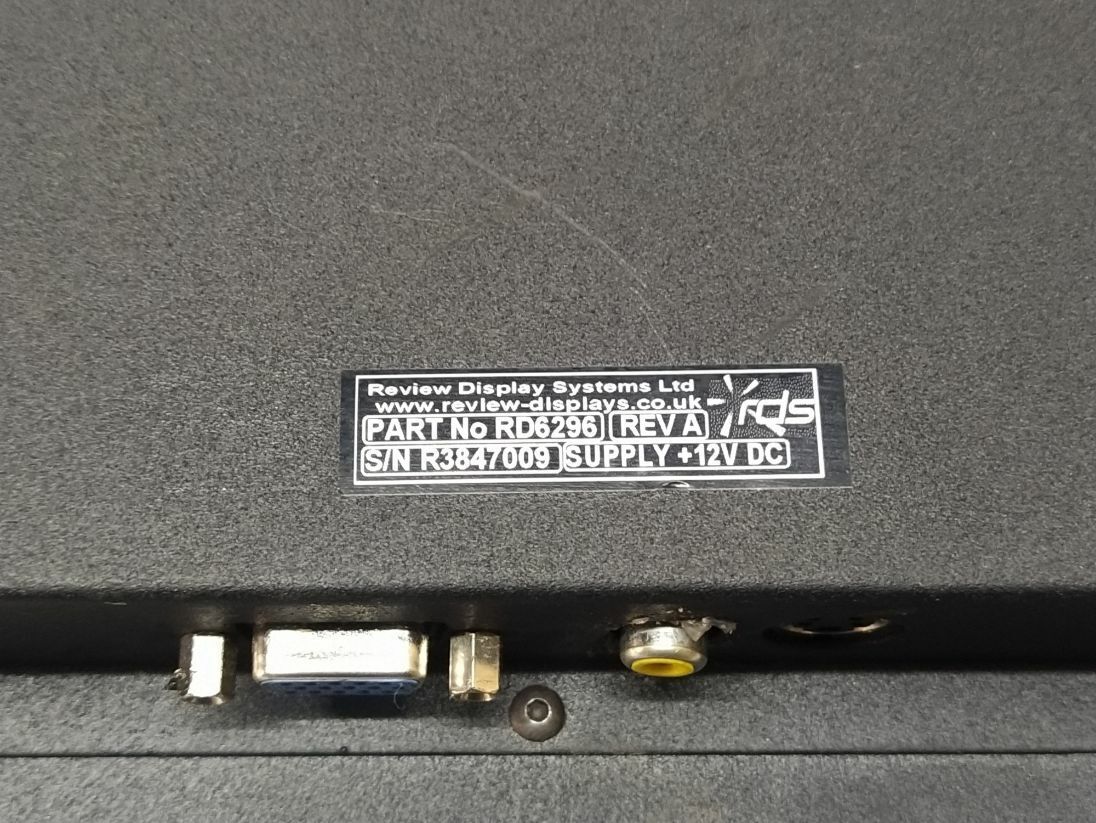 Review Display Systems Ltd
www.review-displays.co.uk
rds
PART No RD6296 REV A
S/N R3847009 SUPPLY +12V DC